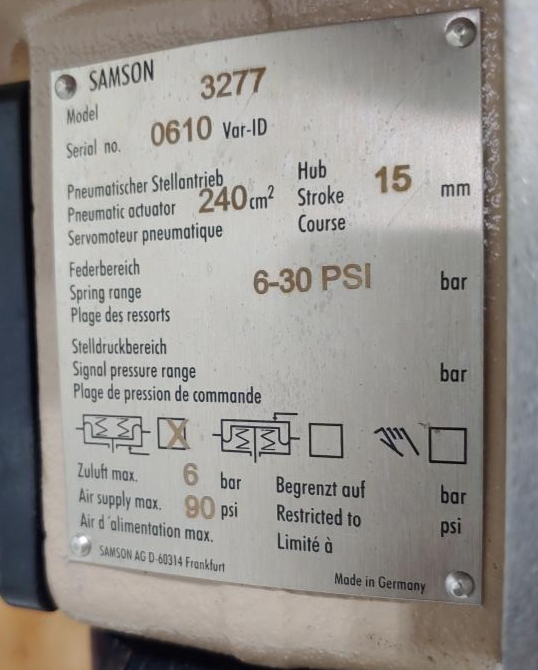 SAMSON
Model 3277
Serial no. 0610 Var-ID
Pneumatischer Stellantrieb
Pneumatic actuator 240 cm²
Servomoteur pneumatique
Hub
Stroke 15 mm
Course
Federbereich
Spring range 6-30 PSI bar
Plage des ressorts
Stelldruckbereich
Signal pressure range bar
Plage de pression de commande
X
Zuluft max. 6 bar
Air supply max. 90 psi
Air d´alimentation max.
Begrenzt auf bar
Restricted to psi
Limité à
SAMSON AG D-60314 Frankfurt
Made in Germany